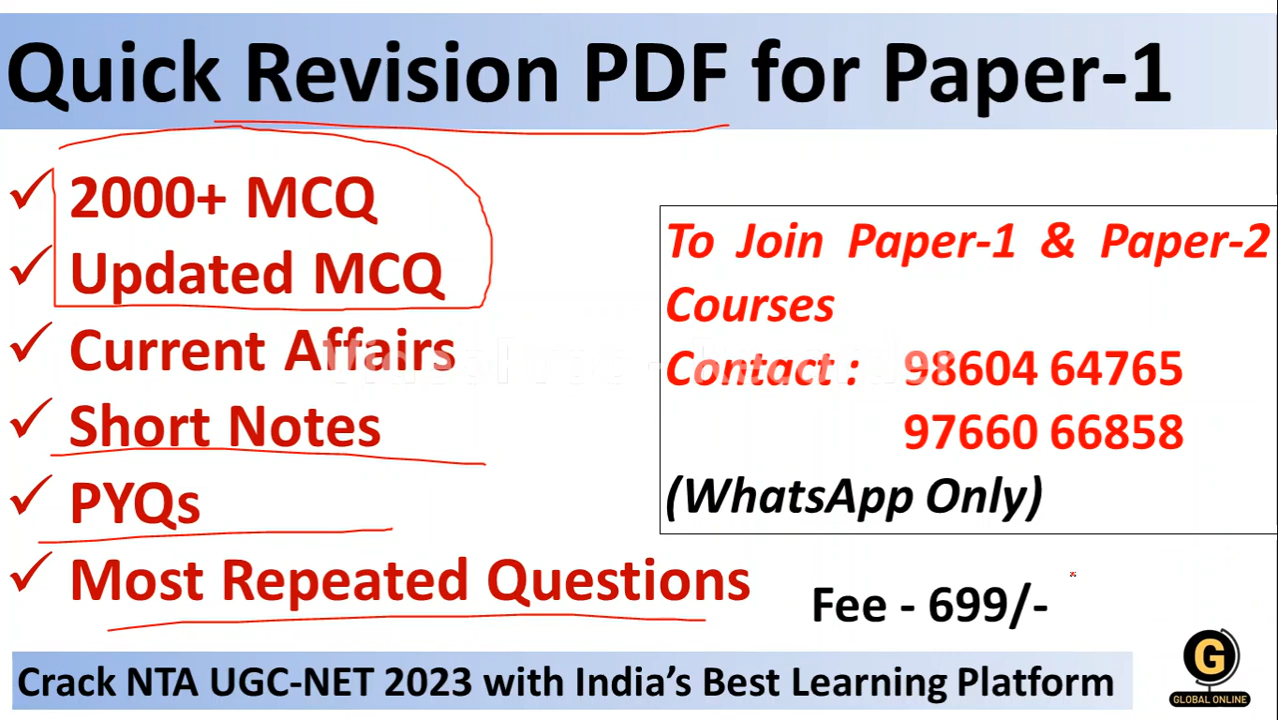 Quick Revision PDF for Paper-1
✓ 2000+ MCQ
✓ Updated MCQ
✓ Current Affairs
✓ Short Notes
✓ PYQs
✓ Most Repeated Questions
To Join Paper-1 & Paper-2
Courses
Contact : 98604 64765
97660 66858
(WhatsApp Only)
Fee - 699/-
Crack NTA UGC-NET 2023 with India’s Best Learning Platform
G
GLOBAL ONLINE